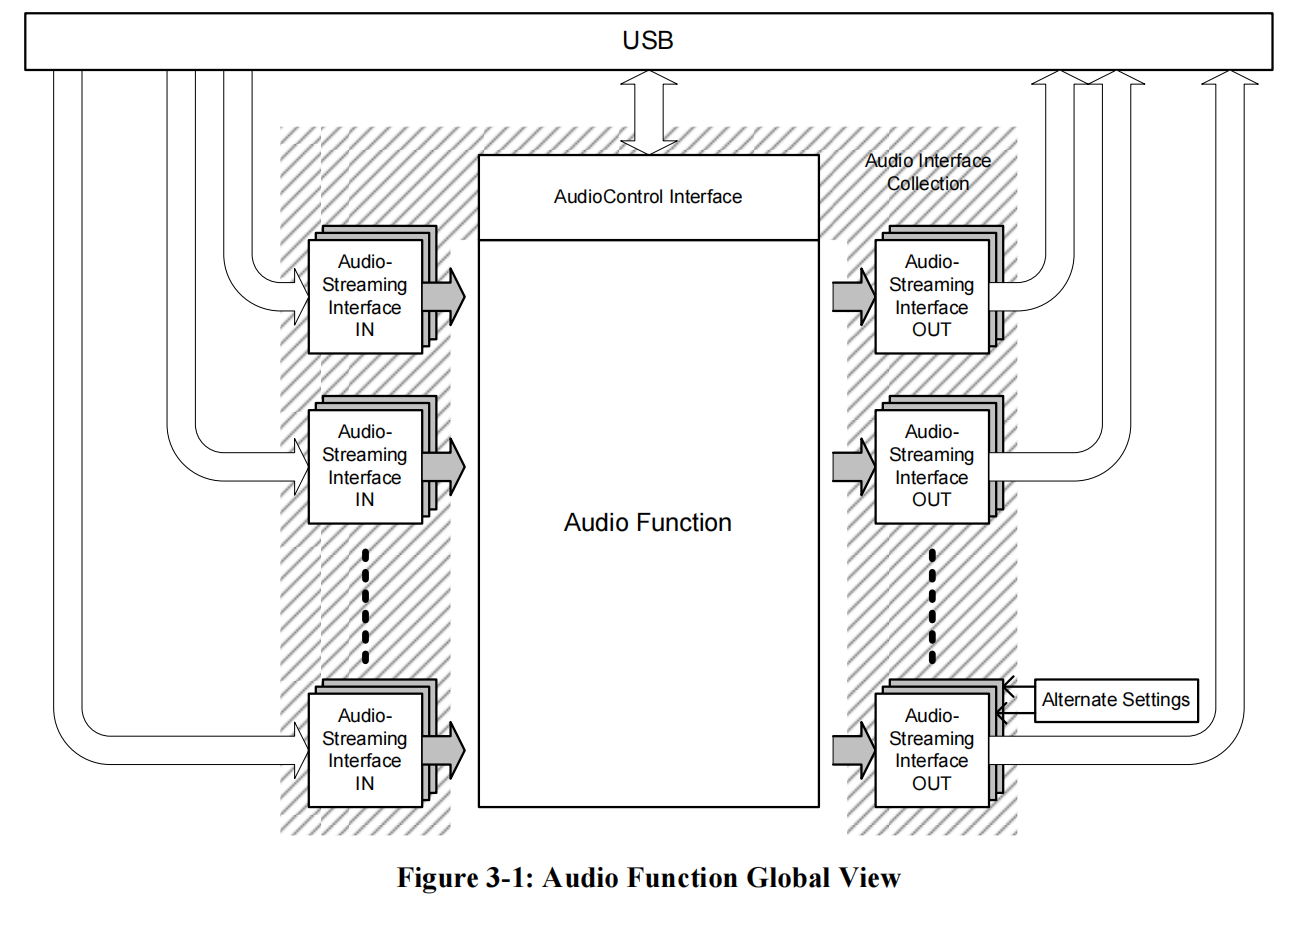 USB
Audio Interface
Collection
AudioControl Interface
Audio-
Streaming
Interface
IN
Audio-
Streaming
Interface
OUT
Audio-
Streaming
Interface
IN
Audio-
Streaming
Interface
OUT
Audio Function
Alternate Settings
Audio-
Streaming
Interface
IN
Audio-
Streaming
Interface
OUT
Figure 3-1: Audio Function Global View